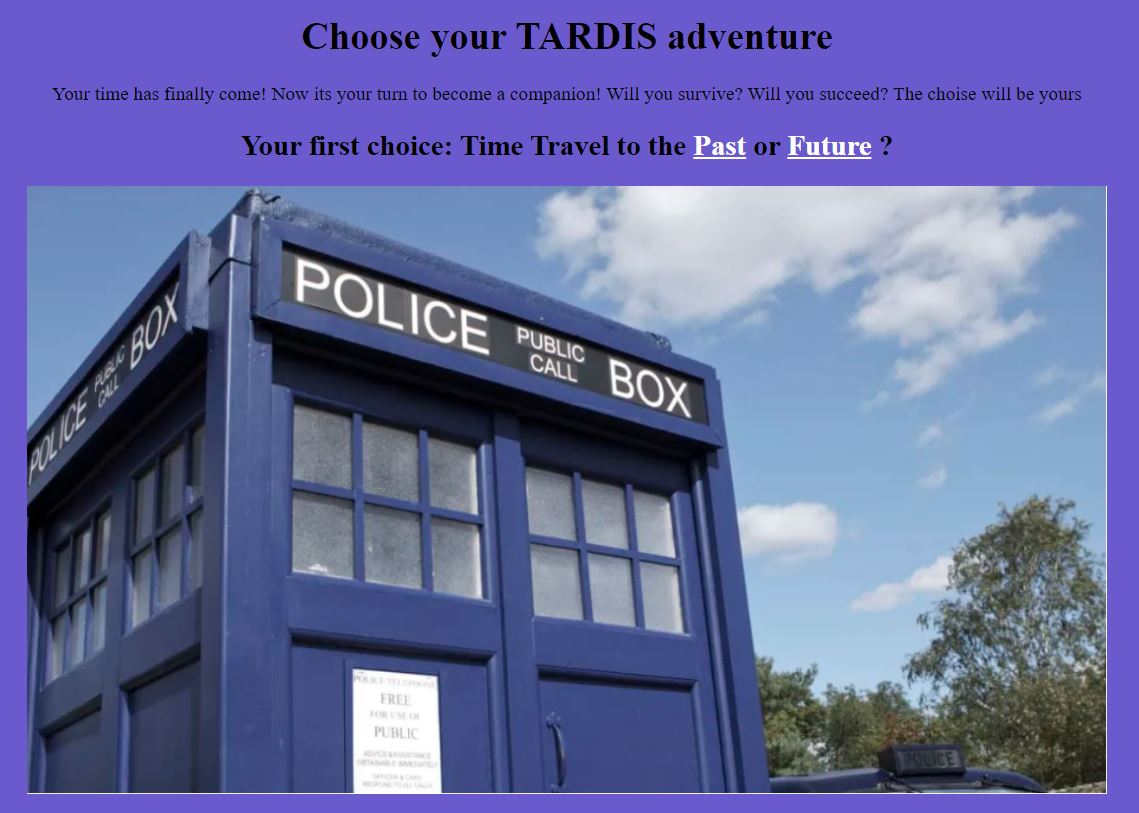 Choose your TARDIS adventure
Your time has finally come! Now its your turn to become a companion! Will you survive? Will you succeed? The choise will be yours
Your first choice: Time Travel to the Past or Future ?
POLICE PUBLIC CALL BOX
POLICE PUBLIC CALL BOX
POLICE TELEPHONE
FREE
FOR USE OF
PUBLIC
ADVICE & ASSISTANCE
OBTAINABLE IMMEDIATELY
OFFICER & CARS
RESPOND TO ALL CALLS
POLICE